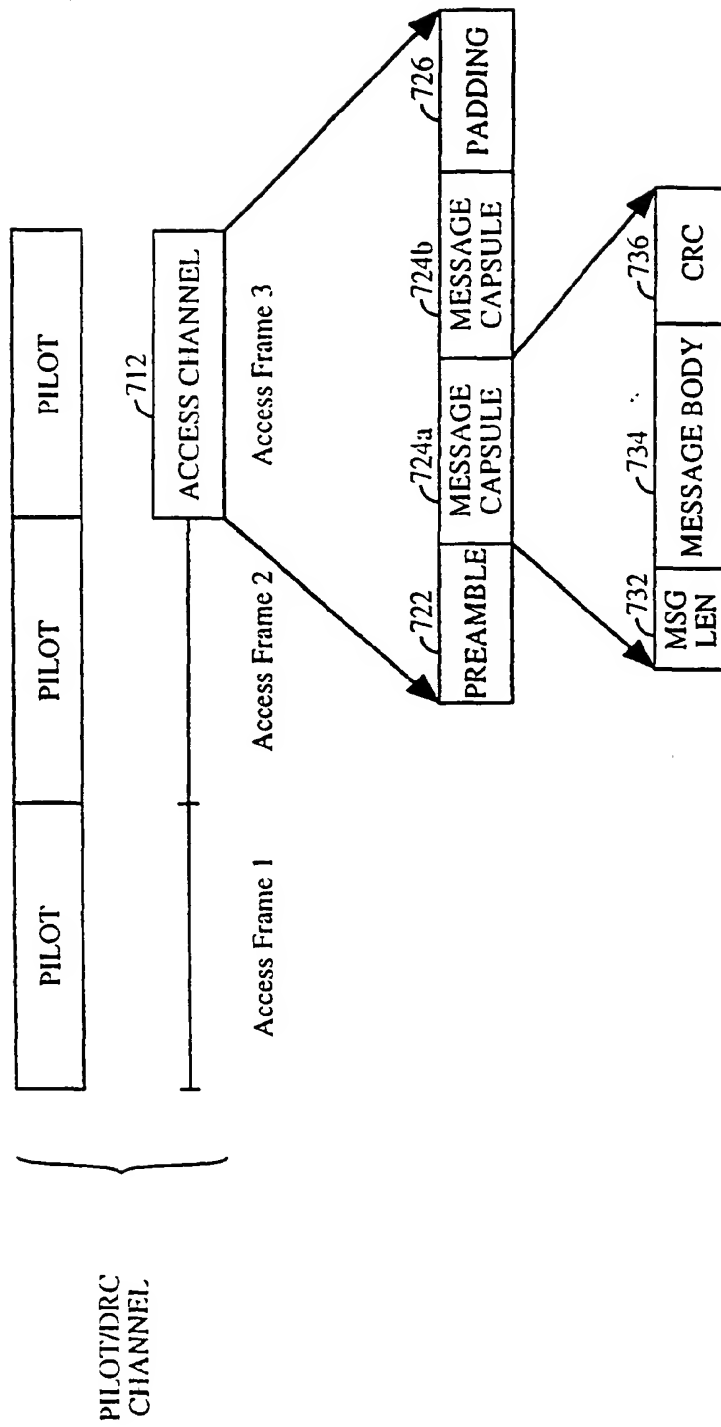 PILOT/DRC
CHANNEL
PILOT
PILOT
PILOT
712
ACCESS CHANNEL
Access Frame 1
Access Frame 2
Access Frame 3
722
724a
724b
726
PREAMBLE
MESSAGE
CAPSULE
MESSAGE
CAPSULE
PADDING
732
734
736
MSG
LEN
MESSAGE BODY
CRC